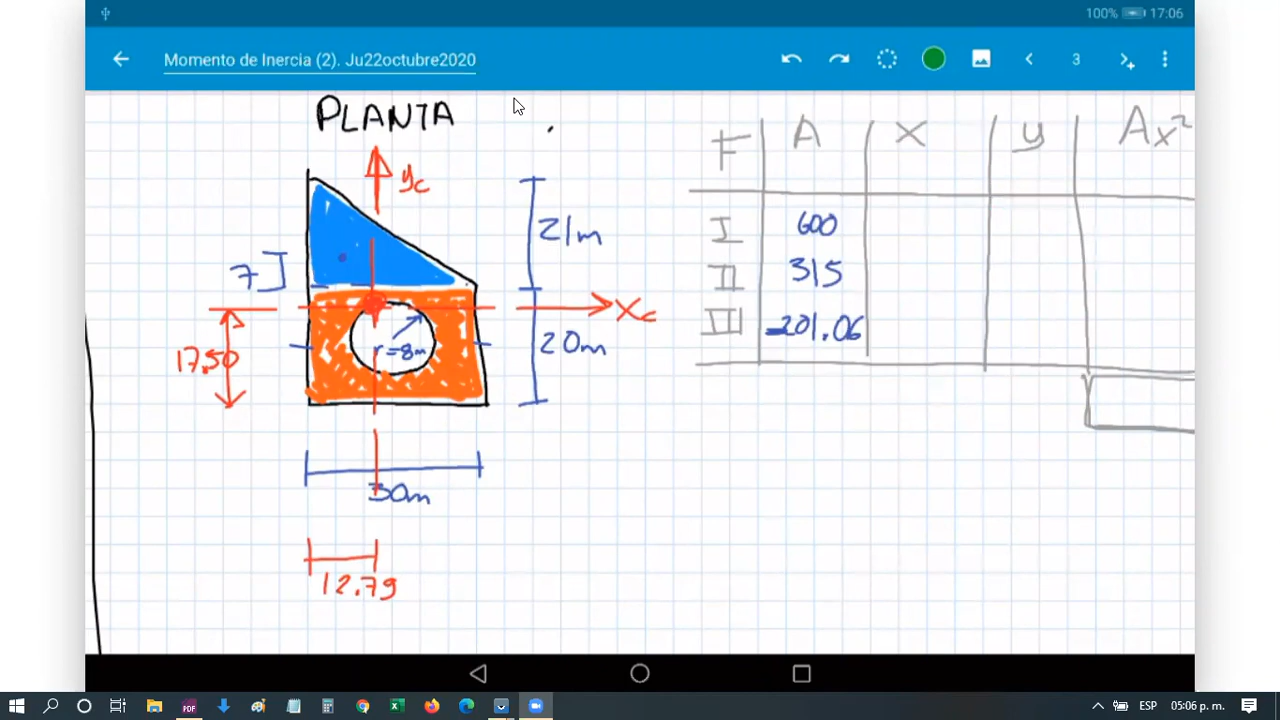 100% 17:06
Momento de Inercia (2). Ju22octubre2020
3
PLANTA
yc
21m
7
xc
17.50
r=8m
20m
30m
12.79
F A x y Ax²
I 600
II 315
III -201.06
ESP 05:06 p. m.